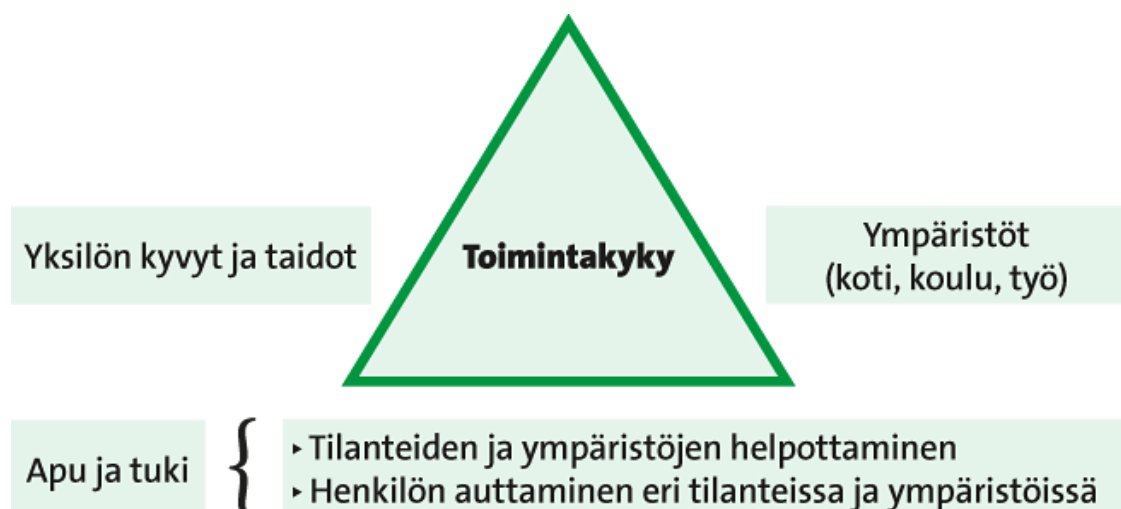 Yksilön kyvyt ja taidot
Toimintakyky
Ympäristöt
(koti, koulu, työ)
Apu ja tuki
{
‣ Tilanteiden ja ympäristöjen helpottaminen
‣ Henkilön auttaminen eri tilanteissa ja ympäristöissä